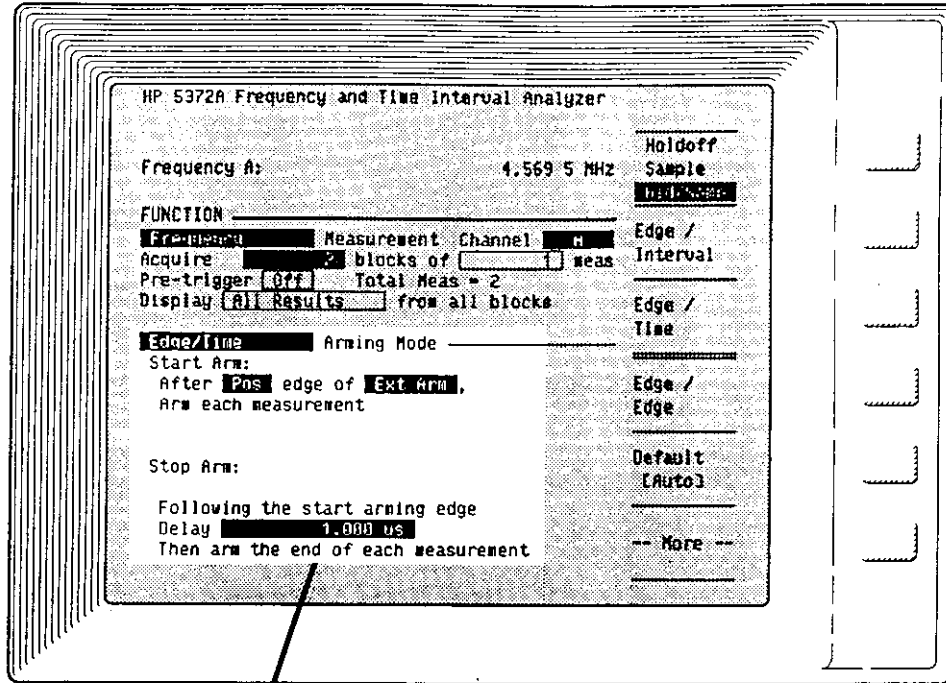 HP 5372A Frequency and Time Interval Analyzer
Frequency A: 4.569 5 MHz
FUNCTION
Frequency Measurement Channel A
Acquire 2 blocks of 1 meas
Pre-trigger Off Total Meas = 2
Display All Results from all blocks
Edge/Time Arming Mode
Start Arm:
After Pos edge of Ext Arm,
Arm each measurement
Stop Arm:
Following the start arming edge
Delay 1.000 us
Then arm the end of each measurement
Holdoff
Sample
Edge /
Interval
Edge /
Time
Edge /
Edge
Default
[Auto]
-- More --